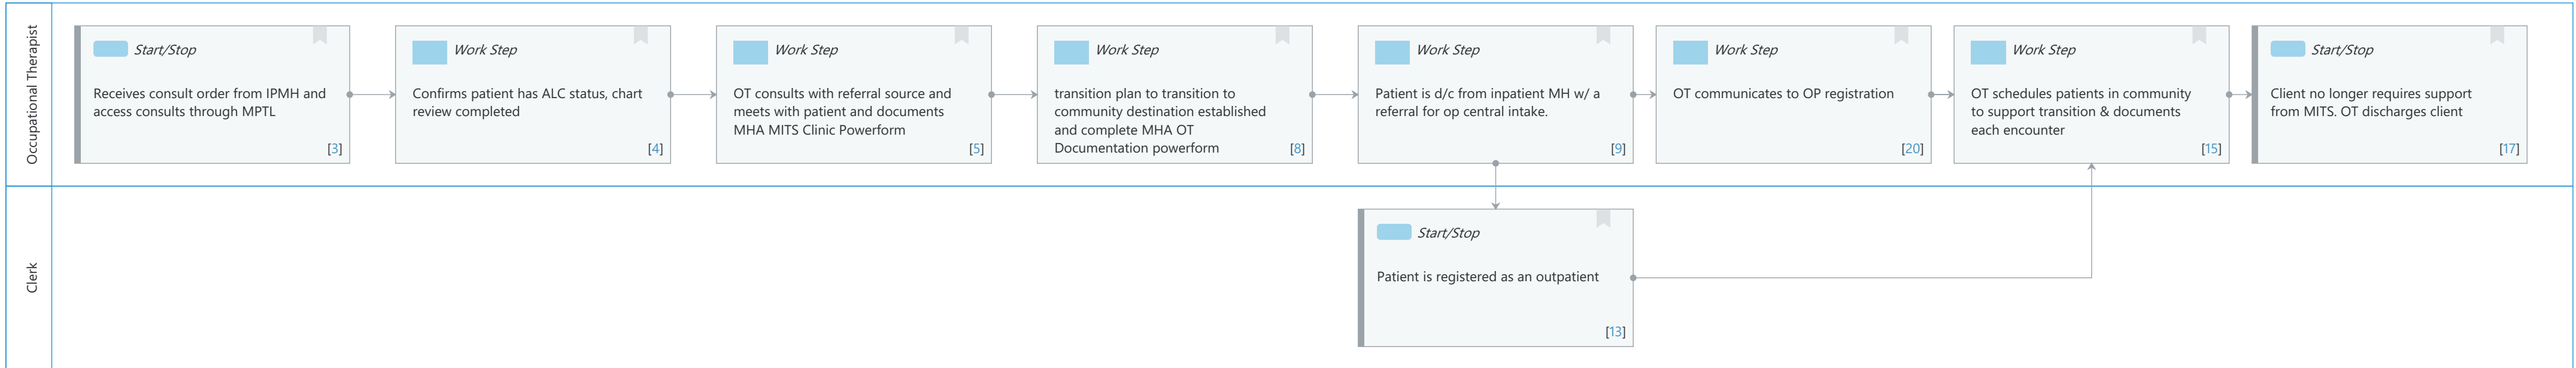 Occupational Therapist
Start/Stop
Receives consult order from IPMH and
access consults through MPTL
[3]
Work Step
Confirms patient has ALC status, chart
review completed
[4]
Work Step
OT consults with referral source and
meets with patient and documents
MHA MITS Clinic Powerform
[5]
Work Step
transition plan to transition to
community destination established
and complete MHA OT
Documentation powerform
[8]
Work Step
Patient is d/c from inpatient MH w/ a
referral for op central intake.
[9]
Work Step
OT communicates to OP registration
[20]
Work Step
OT schedules patients in community
to support transition & documents
each encounter
[15]
Start/Stop
Client no longer requires support
from MITS. OT discharges client
[17]
Clerk
Start/Stop
Patient is registered as an outpatient
[13]